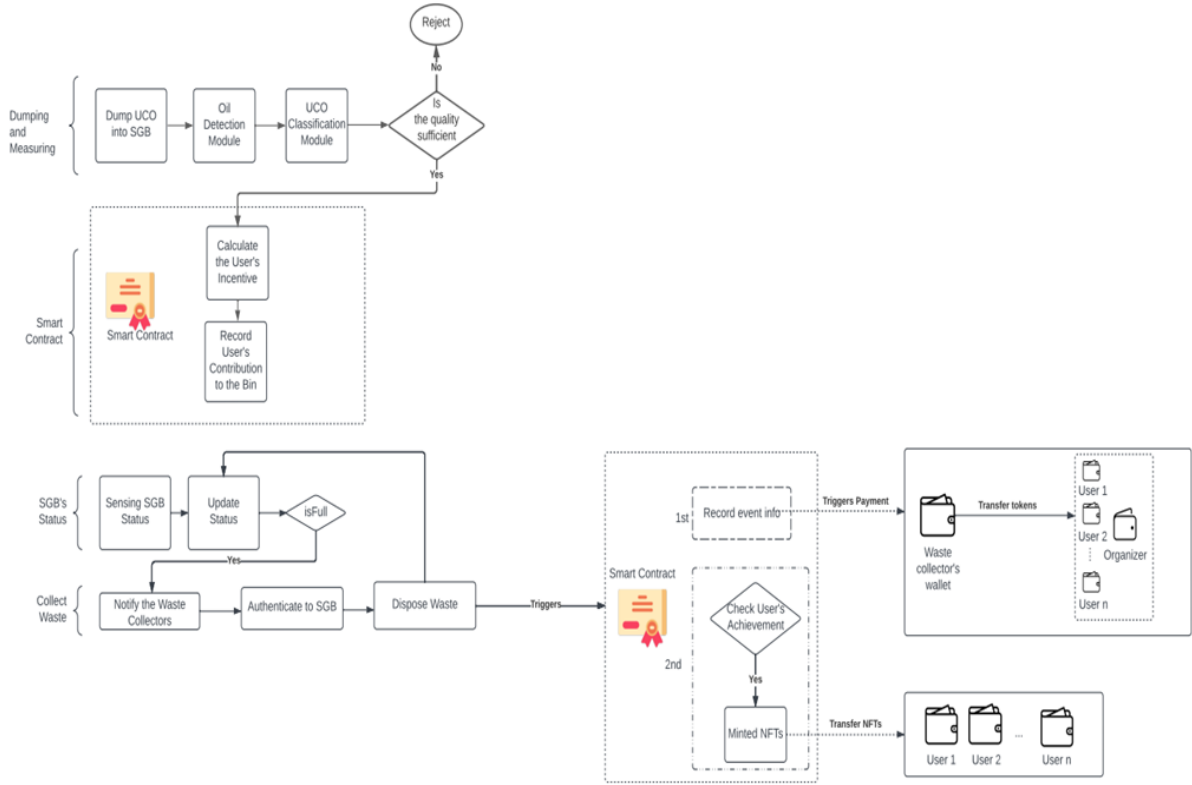 Reject
No
Dumping
and
Measuring
Dump UCO
into SGB
Oil
Detection
Module
UCO
Classification
Module
Is
the quality
sufficient
Yes
Smart
Contract
Smart Contract
Calculate
the User's
Incentive
Record
User's
Contribution
to the Bin
SGB's
Status
Sensing SGB
Status
Update
Status
isFull
Yes
Collect
Waste
Notify the Waste
Collectors
Authenticate to SGB
Dispose Waste
Triggers
Smart Contract
1st
Record event info
2nd
Check User's
Achievement
Yes
Minted NFTs
Triggers Payment
Waste
collector's
wallet
Transfer tokens
User 1
User 2
⋮
User n
Organizer
Transfer NFTs
User 1
User 2
...
User n